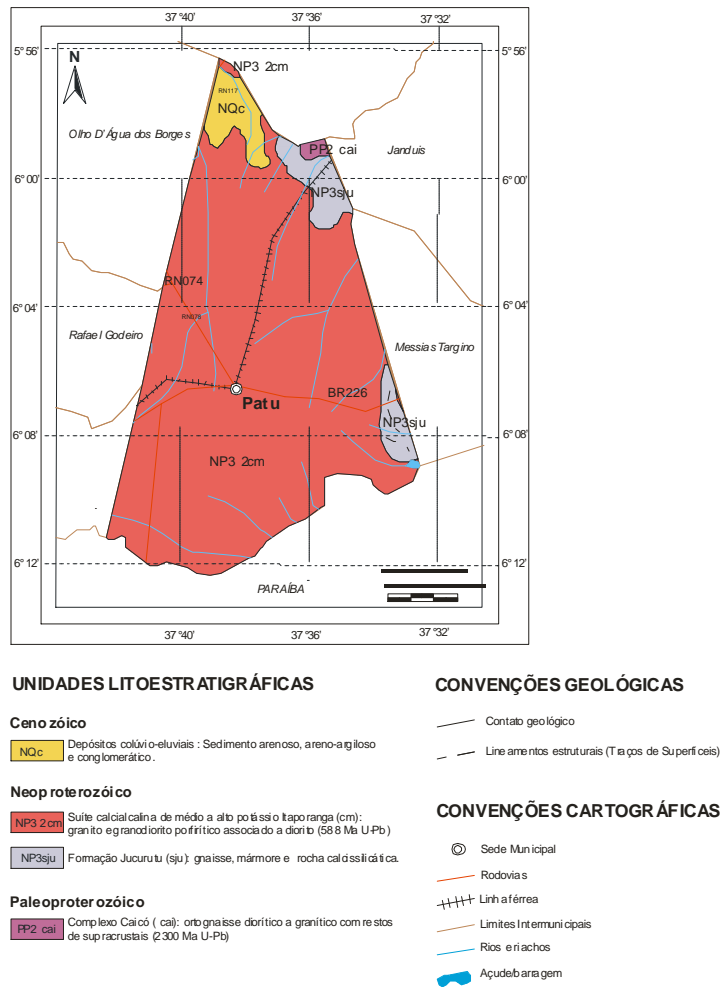 37°40' 37°36' 37°32'
5°56' 5°56'
N
NP3 2cm
RN117
NQc
Olho D'Água dos Borges
PP2 cai
Janduis
6°00' 6°00'
NP3sju
RN074
6°04' 6°04'
RN078
Rafael Godeiro
Messias Targino
BR226
Patu
NP3sju
6°08' 6°08'
NP3 2cm
6°12' 6°12'
PARAÍBA
37°40' 37°36' 37°32'
UNIDADES LITOESTRATIGRÁFICAS
Cenozóico
NQc
Depósitos colúvio-eluviais : Sedimento arenoso, areno-argiloso
e conglomerático.
Neoproterozóico
NP3 2cm
Suíte calcialcalina de médio a alto potássio Itaporanga (cm):
granito e granodiorito porfirítico associado a diorito (588 Ma U-Pb)
NP3sju
Formação Jucurutu (sju): gnaisse, mármore e rocha calcissilicática.
Paleoproterozóico
PP2 cai
Complexo Caicó ( cai): ortognaisse diorítico a granítico com restos
de supracrustais (2300 Ma U-Pb)
CONVENÇÕES GEOLÓGICAS
Contato geológico
Lineamentos estruturais (Traços de Superfíceis)
CONVENÇÕES CARTOGRÁFICAS
Sede Municipal
Rodovias
Linha férrea
Limites Intermunicipais
Rios e riachos
Açude/barragem